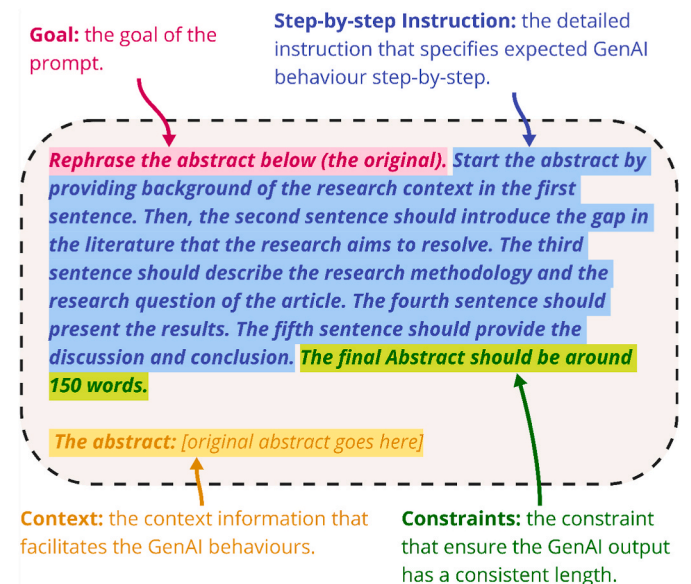 Goal: the goal of the
prompt.
Step-by-step Instruction: the detailed
instruction that specifies expected GenAI
behaviour step-by-step.
Rephrase the abstract below (the original). Start the abstract by
providing background of the research context in the first
sentence. Then, the second sentence should introduce the gap in
the literature that the research aims to resolve. The third
sentence should describe the research methodology and the
research question of the article. The fourth sentence should
present the results. The fifth sentence should provide the
discussion and conclusion. The final Abstract should be around
150 words.
The abstract: [original abstract goes here]
Context: the context information that
facilitates the GenAI behaviours.
Constraints: the constraint
that ensure the GenAI output
has a consistent length.